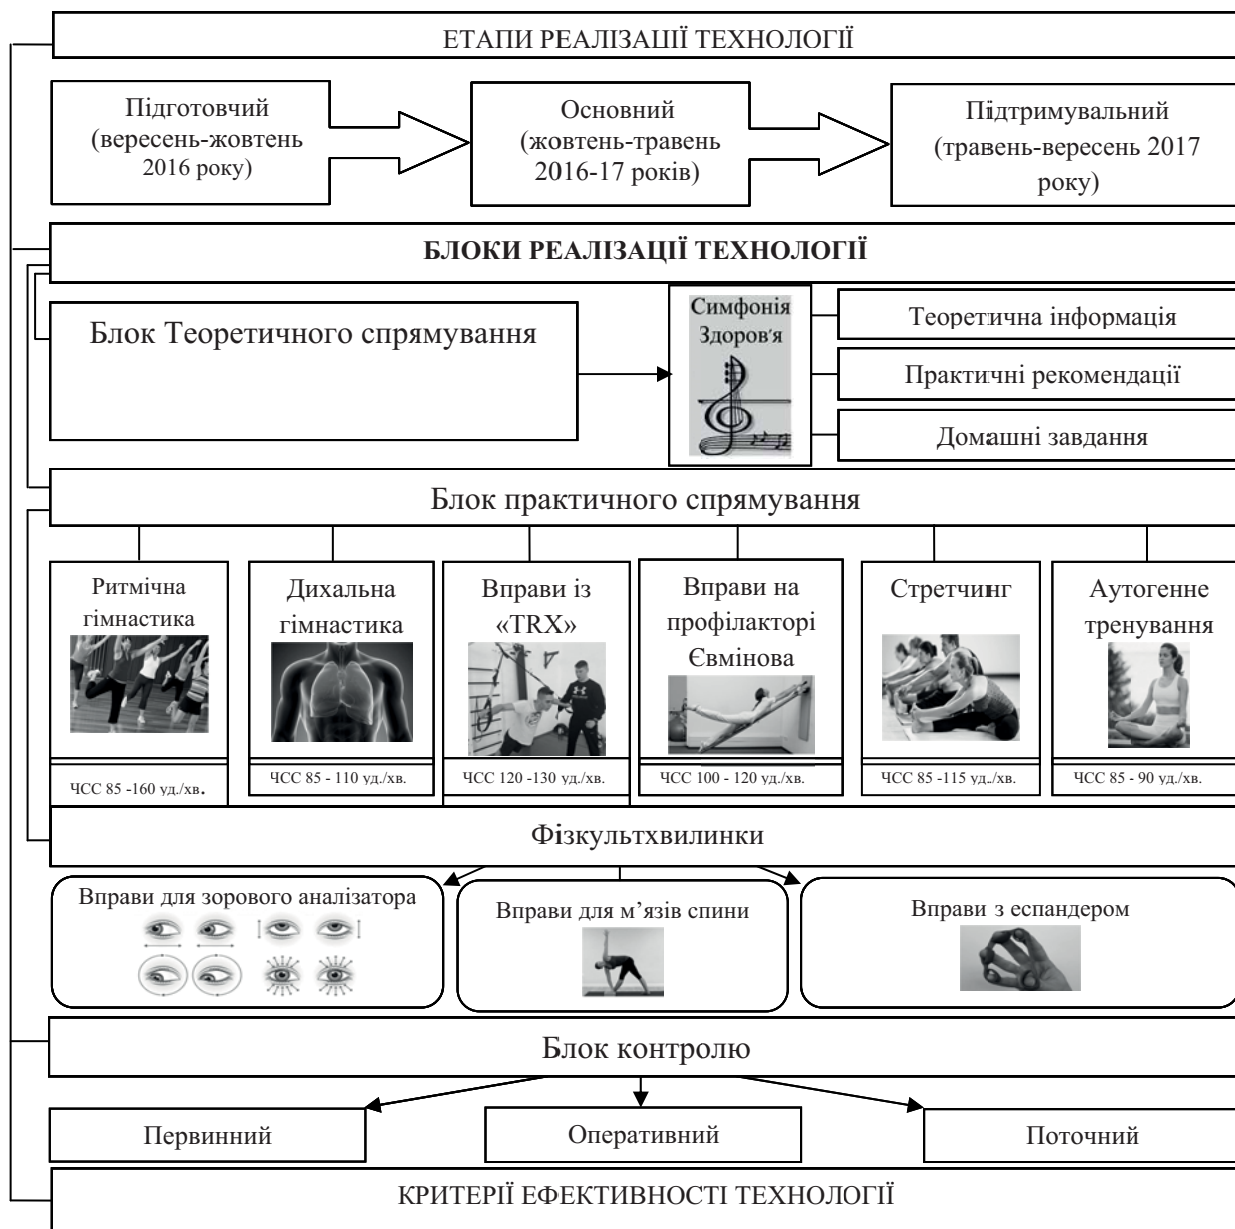 ЕТАПИ РЕАЛІЗАЦІЇ ТЕХНОЛОГІЇ
Підготовчий
(вересень-жовтень
2016 року)
Основний
(жовтень-травень
2016-17 років)
Підтримувальний
(травень-вересень 2017
року)
БЛОКИ РЕАЛІЗАЦІЇ ТЕХНОЛОГІЇ
Блок Теоретичного спрямування
Симфонія
Здоров'я
Теоретична інформація
Практичні рекомендації
Домашні завдання
Блок практичного спрямування
Ритмічна
гімнастика
ЧСС 85 -160 уд./хв.
Дихальна
гімнастика
ЧСС 85 - 110 уд./хв.
Вправи із
«TRX»
ЧСС 120 -130 уд./хв.
Вправи на
профілакторі
Євмінова
ЧСС 100 - 120 уд./хв.
Стретчинг
ЧСС 85 -115 уд./хв.
Аутогенне
тренування
ЧСС 85 - 90 уд./хв.
Фізкультхвилинки
Вправи для зорового аналізатора
Вправи для м’язів спини
Вправи з еспандером
Блок контролю
Первинний
Оперативний
Поточний
КРИТЕРІЇ ЕФЕКТИВНОСТІ ТЕХНОЛОГІЇ